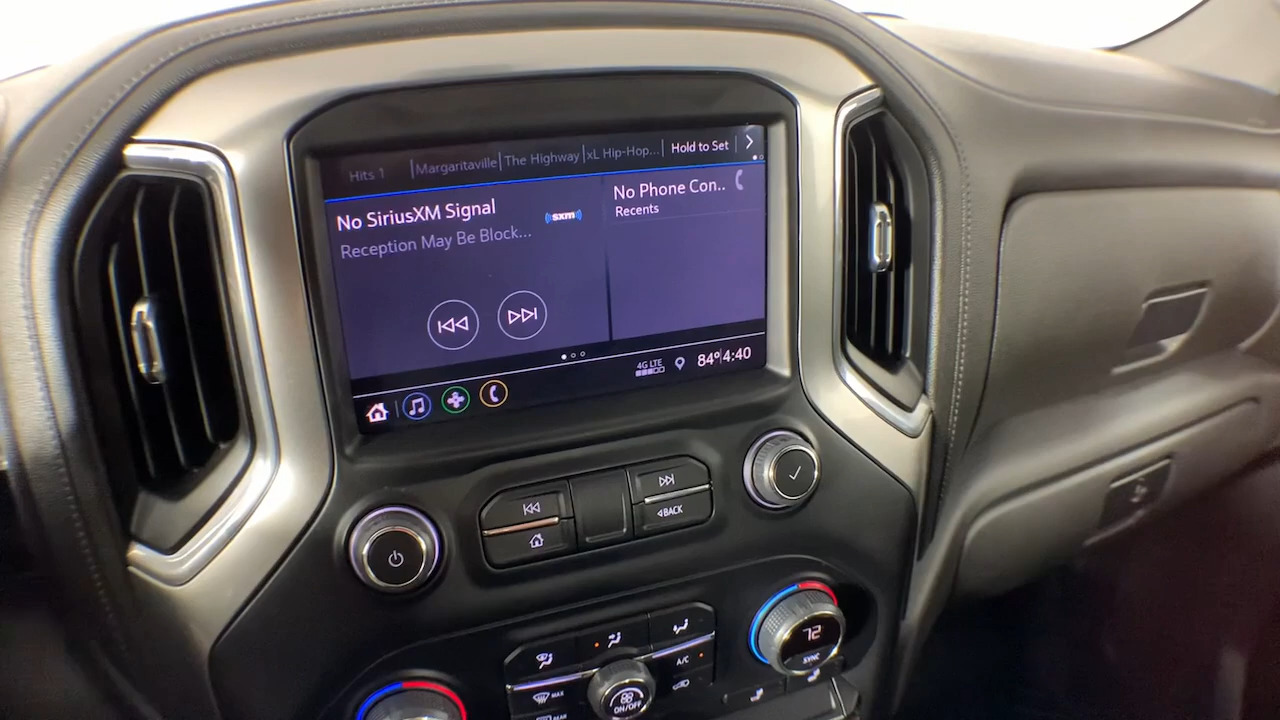 Hits 1 Margaritaville The Highway xL Hip-Hop... Hold to Set
No SiriusXM Signal
sxm
Reception May Be Block...
No Phone Con..
Recents
4G LTE
84° 4:40
BACK
72
SYNC
A/C
MAX
ON/OFF
REAR